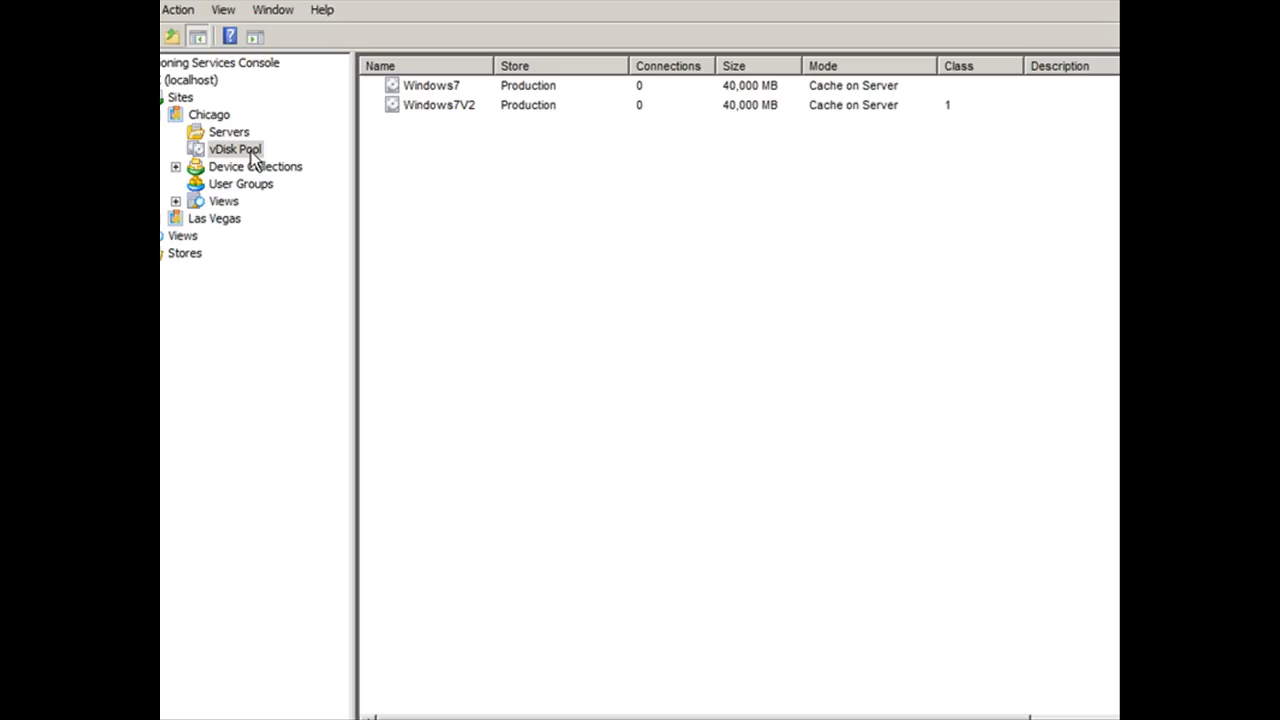 Action View Window Help
oning Services Console
(localhost)
Sites
Chicago
Servers
vDisk Pool
Device Collections
User Groups
Views
Las Vegas
Views
Stores
Name Store Connections Size Mode Class Description
Windows7 Production 0 40,000 MB Cache on Server
Windows7V2 Production 0 40,000 MB Cache on Server 1